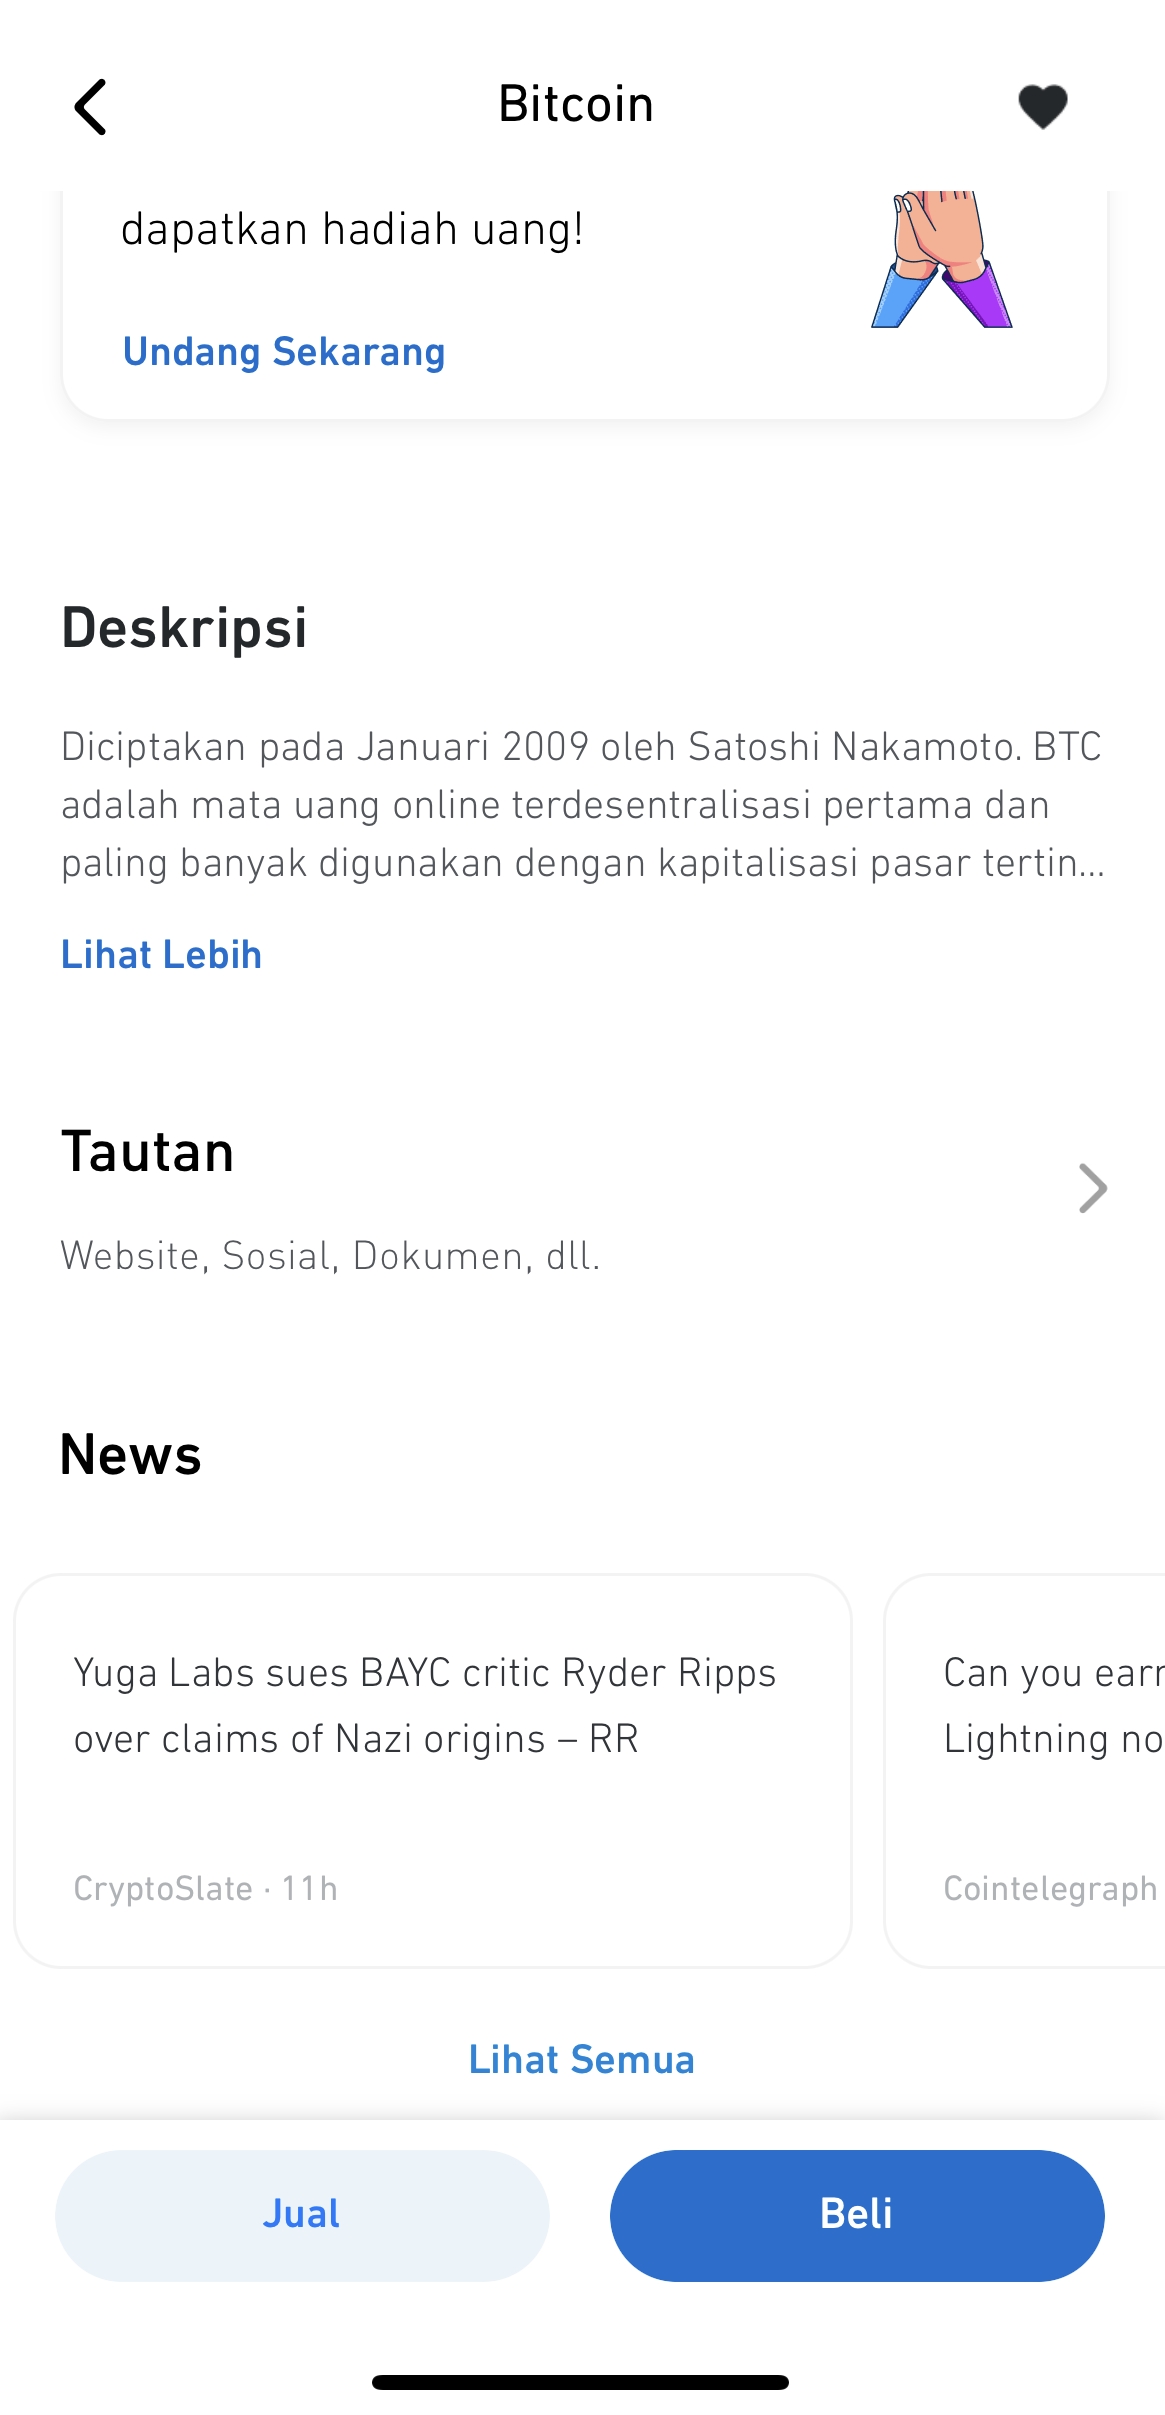 Bitcoin
dapatkan hadiah uang!
Undang Sekarang
Deskripsi
Diciptakan pada Januari 2009 oleh Satoshi Nakamoto. BTC
adalah mata uang online terdesentralisasi pertama dan
paling banyak digunakan dengan kapitalisasi pasar tertin...
Lihat Lebih
Tautan
Website, Sosial, Dokumen, dll.
News
Yuga Labs sues BAYC critic Ryder Ripps
over claims of Nazi origins – RR
CryptoSlate · 11h
Can you earn
Lightning no
Cointelegraph
Lihat Semua
Jual
Beli